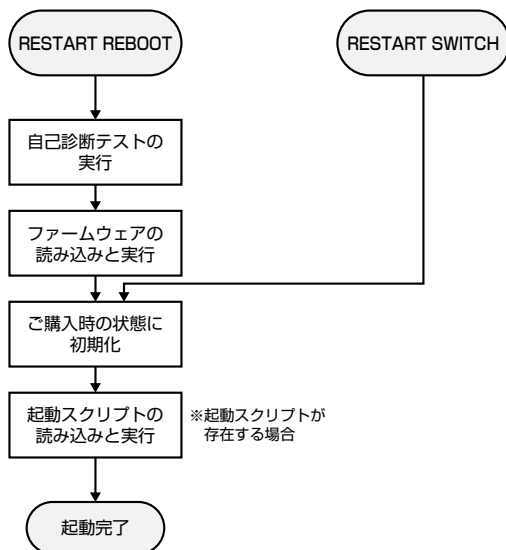 RESTART REBOOT
RESTART SWITCH
自己診断テストの
実行
ファームウェアの
読み込みと実行
ご購入時の状態に
初期化
起動スクリプトの
読み込みと実行
※起動スクリプトが
存在する場合
起動完了